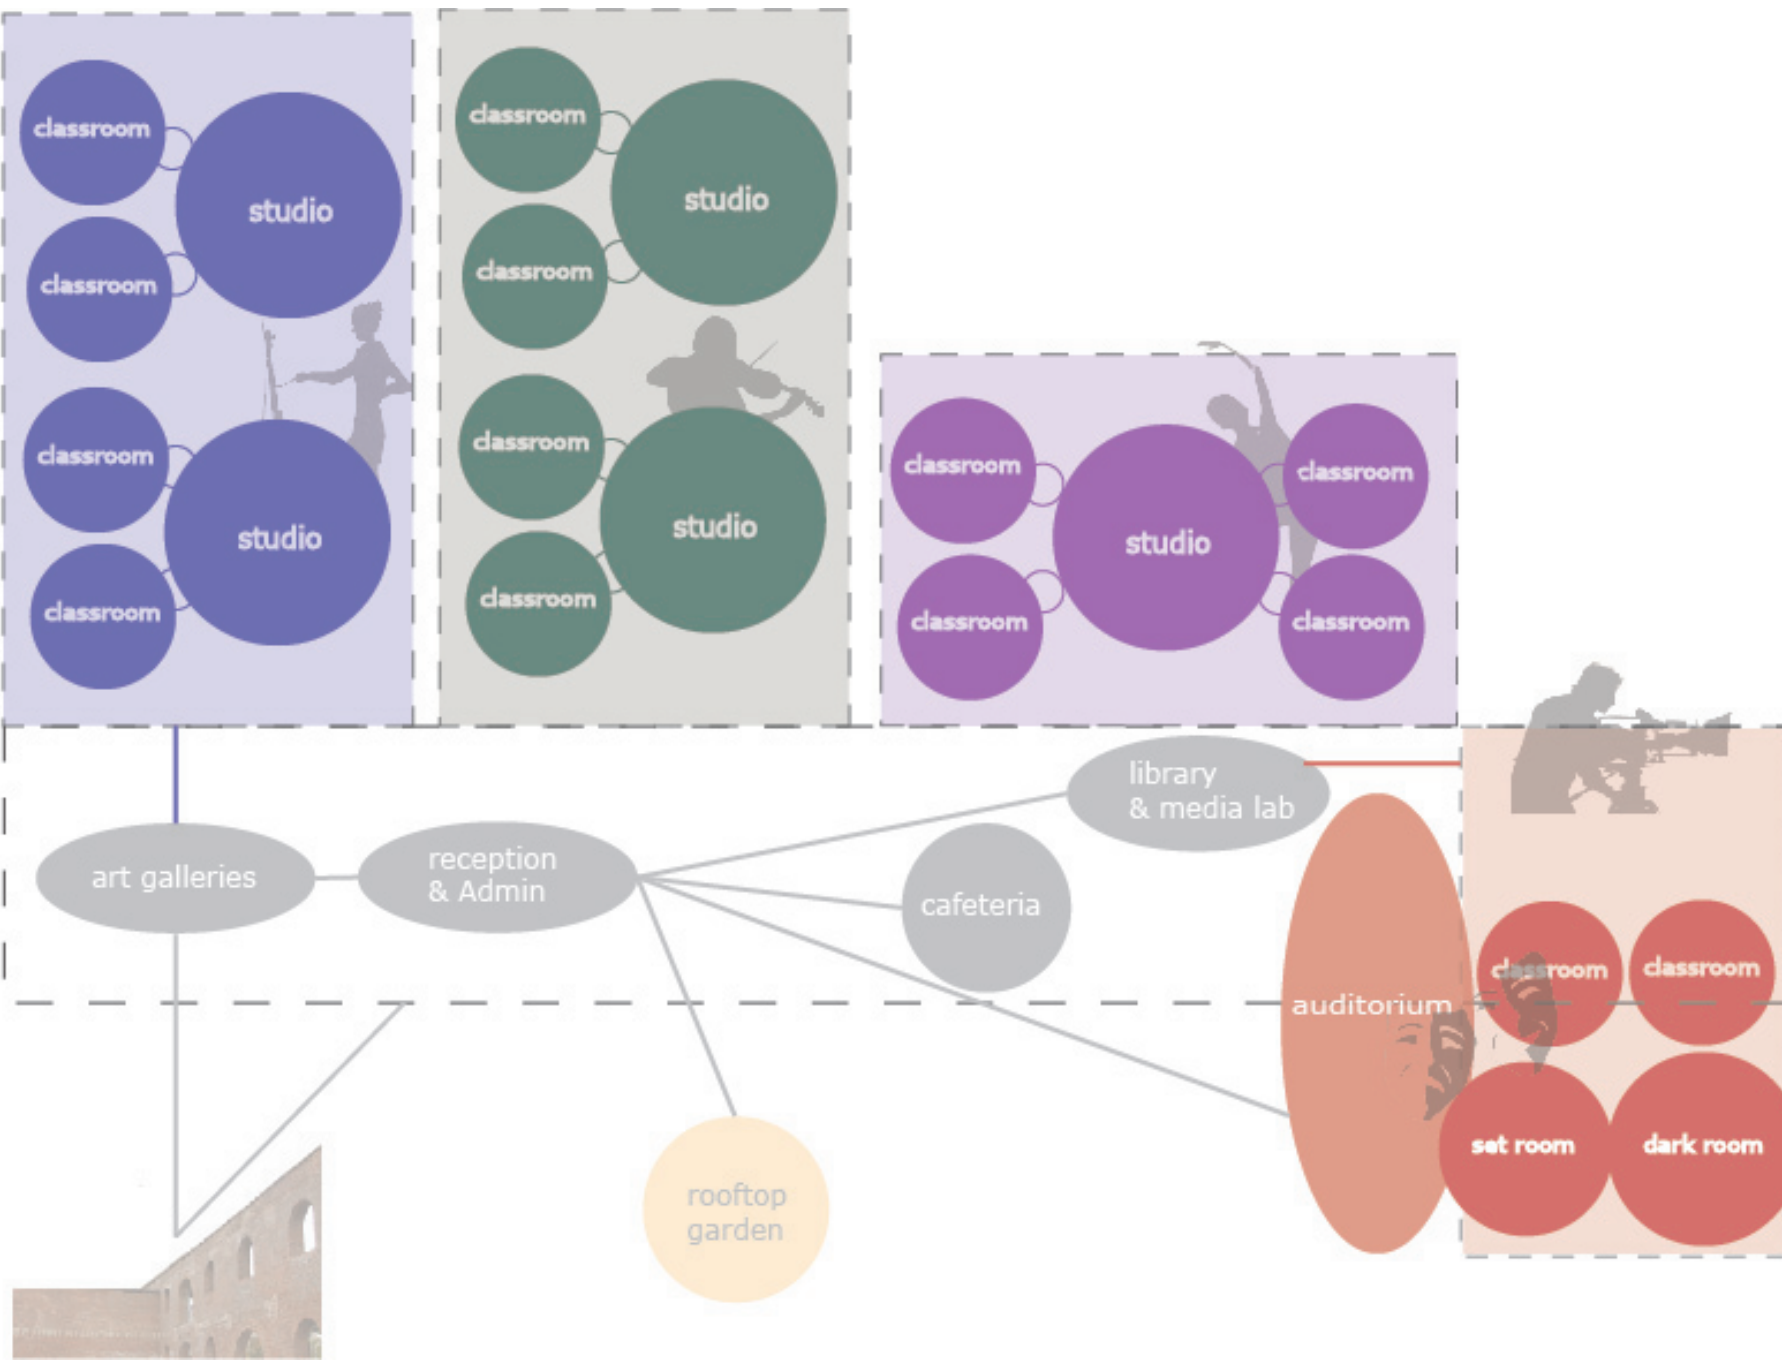 classroom
studio
classroom
classroom
studio
classroom
classroom
studio
classroom
classroom
studio
classroom
classroom
classroom
studio
classroom
classroom
library
& media lab
art galleries
reception
& Admin
cafeteria
auditorium
classroom
classroom
set room
dark room
rooftop
garden